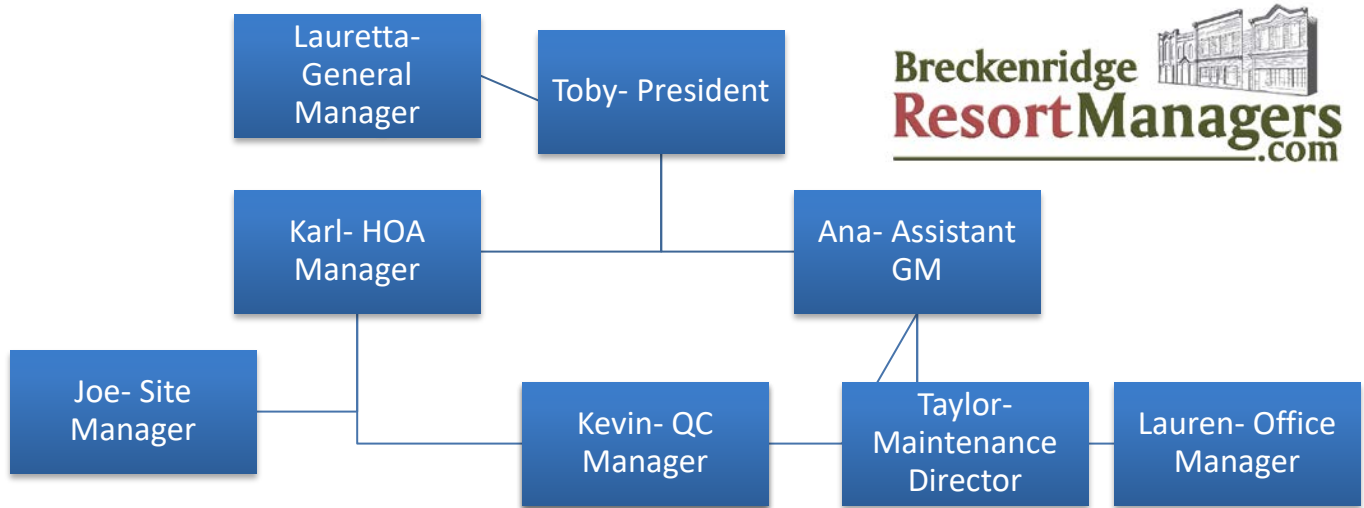 Lauretta-
General
Manager
Toby- President
Breckenridge
ResortManagers
.com
Karl- HOA
Manager
Ana- Assistant
GM
Joe- Site
Manager
Kevin- QC
Manager
Taylor-
Maintenance
Director
Lauren- Office
Manager